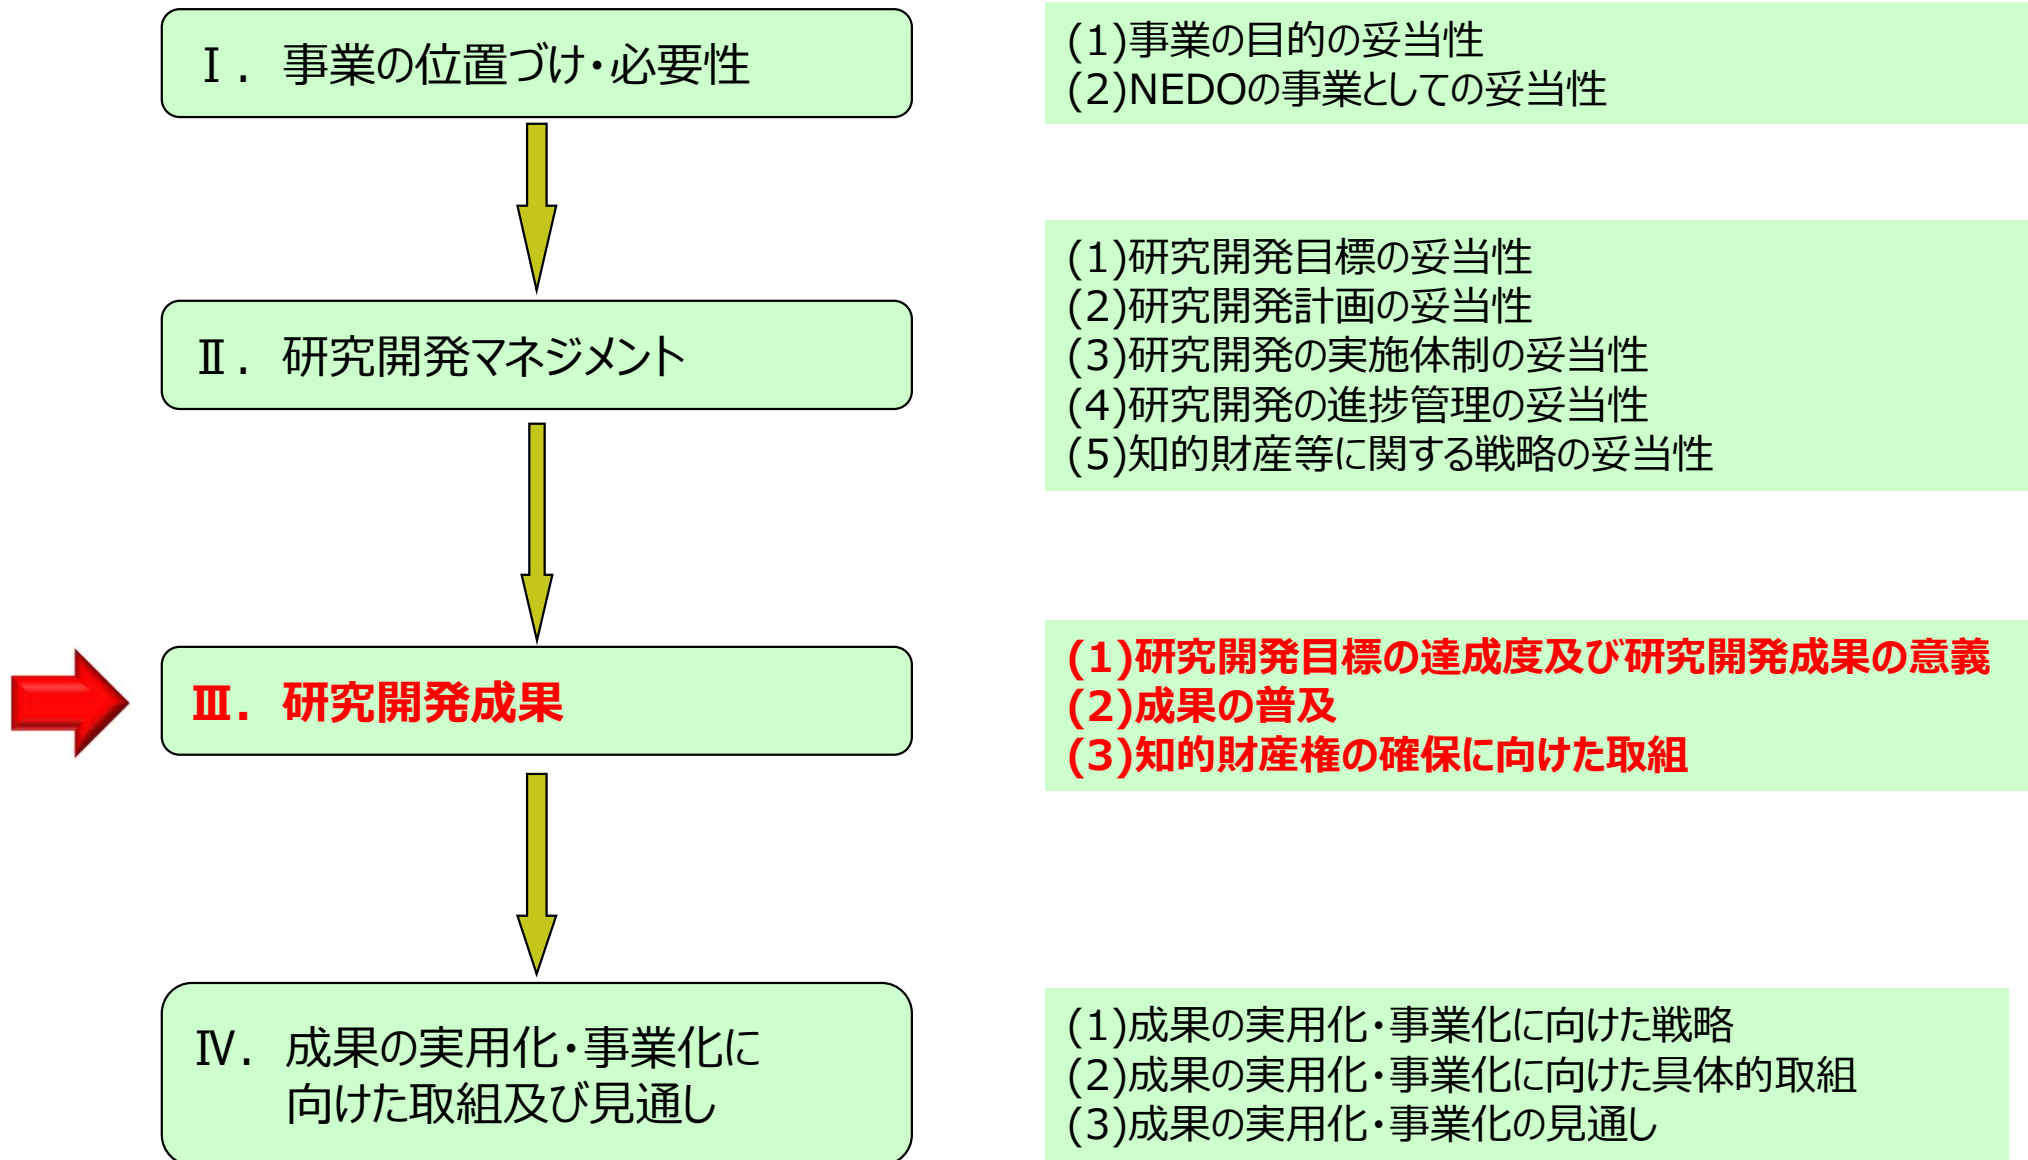 Ⅰ. 事業の位置づけ・必要性
(1)事業の目的の妥当性
(2)NEDOの事業としての妥当性
Ⅱ. 研究開発マネジメント
(1)研究開発目標の妥当性
(2)研究開発計画の妥当性
(3)研究開発の実施体制の妥当性
(4)研究開発の進捗管理の妥当性
(5)知的財産等に関する戦略の妥当性
Ⅲ. 研究開発成果
(1)研究開発目標の達成度及び研究開発成果の意義
(2)成果の普及
(3)知的財産権の確保に向けた取組
Ⅳ. 成果の実用化・事業化に
向けた取組及び見通し
(1)成果の実用化・事業化に向けた戦略
(2)成果の実用化・事業化に向けた具体的取組
(3)成果の実用化・事業化の見通し